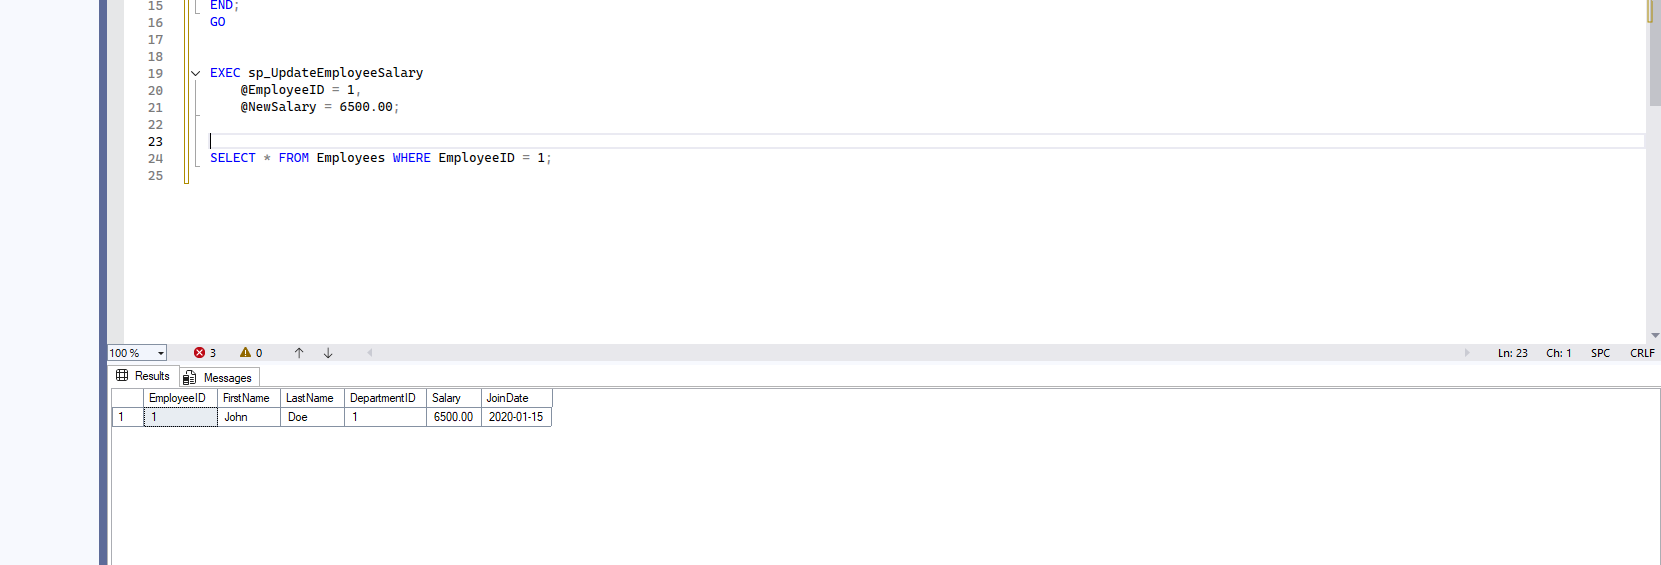 15 END;
16 GO
17
18
19 EXEC sp_UpdateEmployeeSalary
20 @EmployeeID = 1,
21 @NewSalary = 6500.00;
22
23
24 SELECT * FROM Employees WHERE EmployeeID = 1;
25
100 % 3 0 Ln: 23 Ch: 1 SPC CRLF
Results Messages
EmployeeID FirstName LastName DepartmentID Salary JoinDate
1 1 John Doe 1 6500.00 2020-01-15